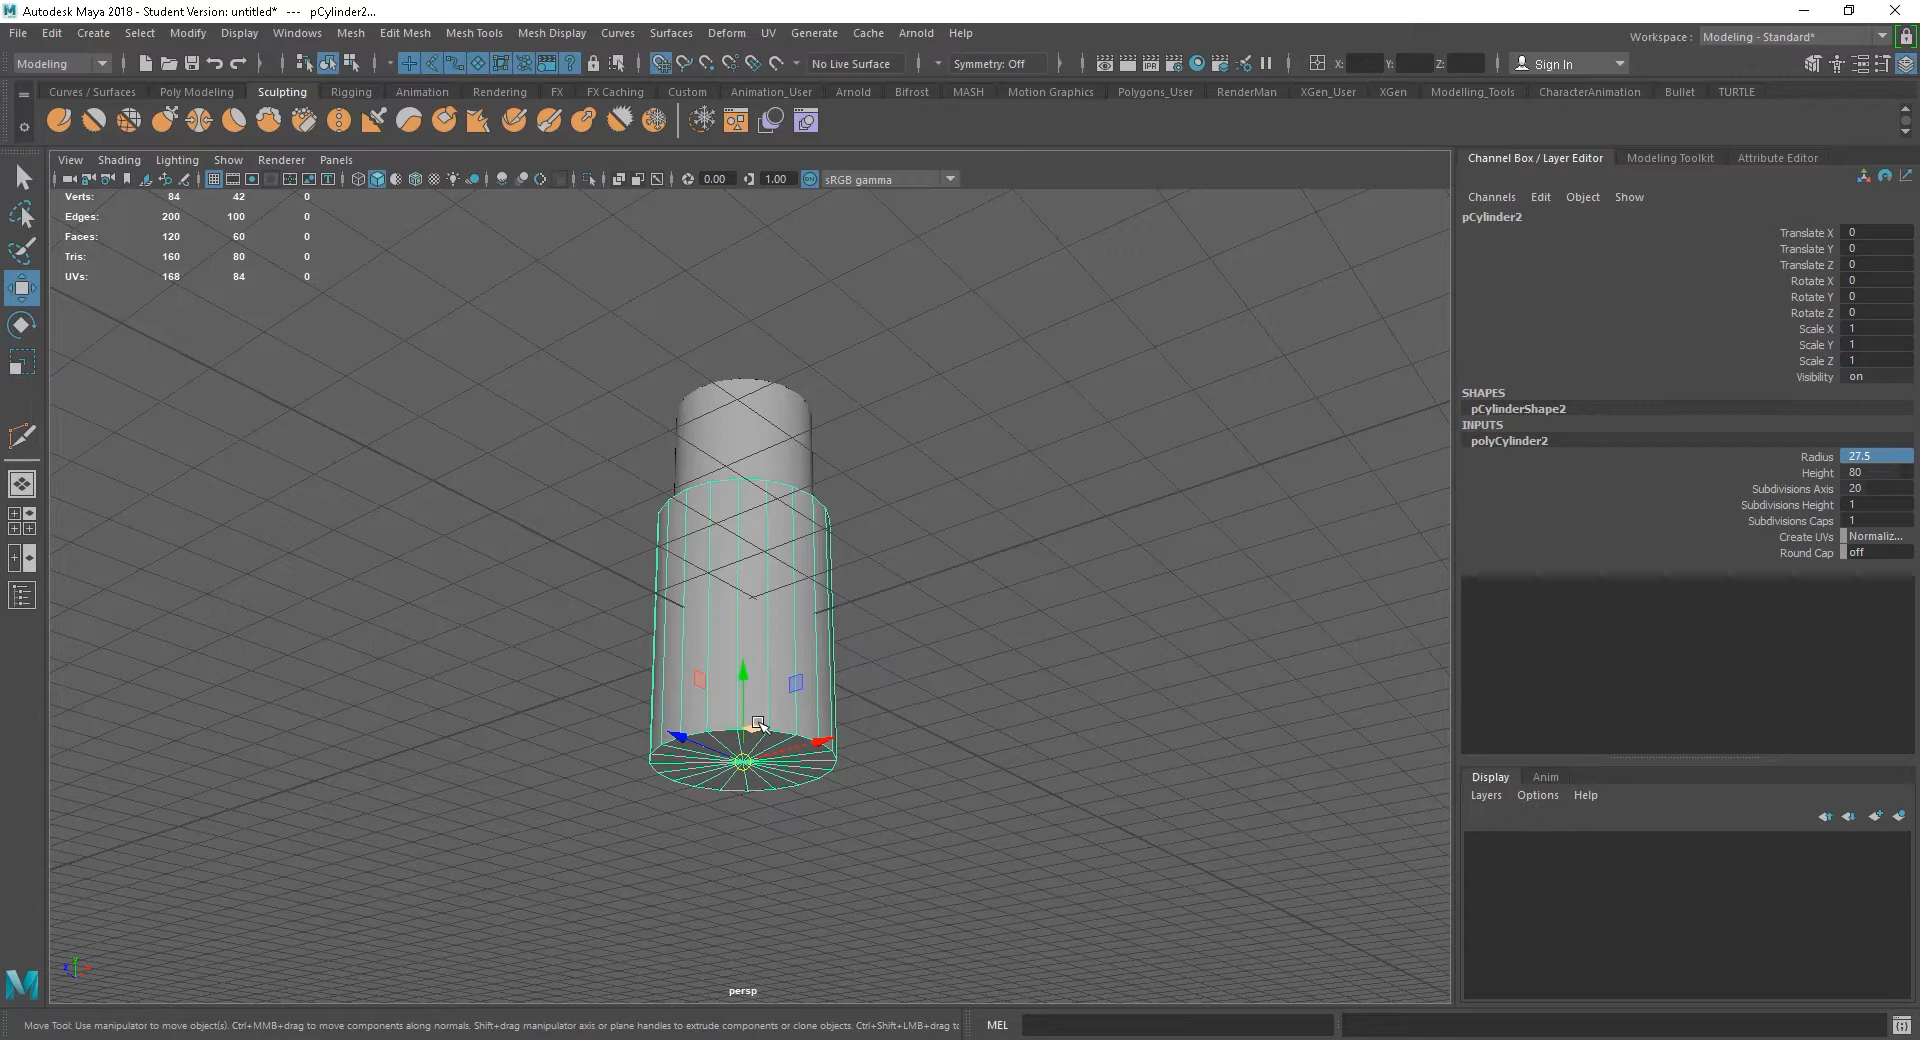 Autodesk Maya 2018 - Student Version: untitled* --- pCylinder2...
File Edit Create Select Modify Display Windows Mesh Edit Mesh Mesh Tools Mesh Display Curves Surfaces Deform UV Generate Cache Arnold Help
Workspace : Modeling - Standard*
Modeling No Live Surface Symmetry: Off X: Y: Z: Sign In
Curves / Surfaces Poly Modeling Sculpting Rigging Animation Rendering FX FX Caching Custom Animation_User Arnold Bifrost MASH Motion Graphics Polygons_User RenderMan XGen_User XGen Modelling_Tools CharacterAnimation Bullet TURTLE
View Shading Lighting Show Renderer Panels
0.00 1.00 sRGB gamma
Verts: 84 42 0
Edges: 200 100 0
Faces: 120 60 0
Tris: 160 80 0
UVs: 168 84 0
persp
Channel Box / Layer Editor Modeling Toolkit Attribute Editor
Channels Edit Object Show
pCylinder2
Translate X 0
Translate Y 0
Translate Z 0
Rotate X 0
Rotate Y 0
Rotate Z 0
Scale X 1
Scale Y 1
Scale Z 1
Visibility on
SHAPES
pCylinderShape2
INPUTS
polyCylinder2
Radius 27.5
Height 80
Subdivisions Axis 20
Subdivisions Height 1
Subdivisions Caps 1
Create UVs Normaliz...
Round Cap off
Display Anim
Layers Options Help
Move Tool: Use manipulator to move object(s). Ctrl+MMB+drag to move components along normals. Shift+drag manipulator axis or plane handles to extrude components or clone objects. Ctrl+Shift+LMB+drag to
MEL